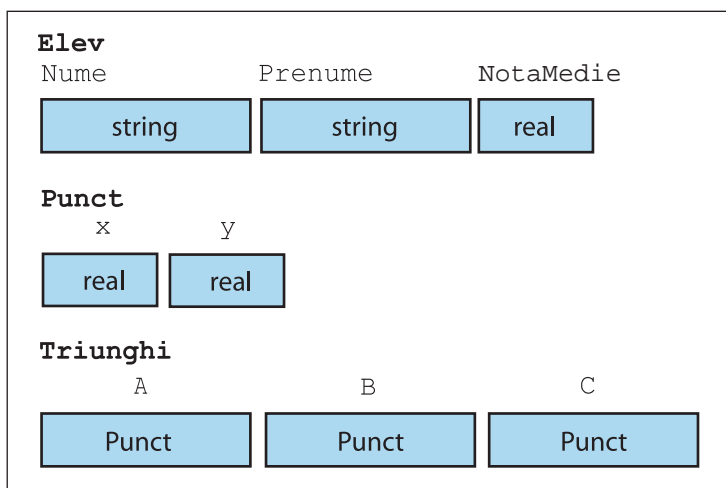 Elev
Nume Prenume NotaMedie
string string real
Punct
x y
real real
Triunghi
A B C
Punct Punct Punct